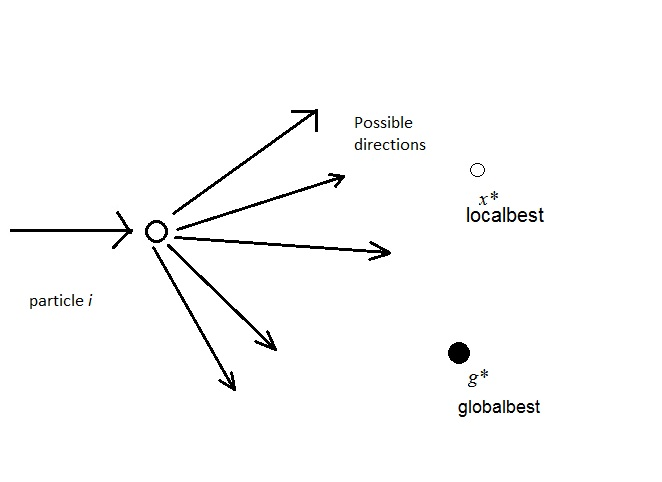 Possible
directions
x*
localbest
particle i
g*
globalbest